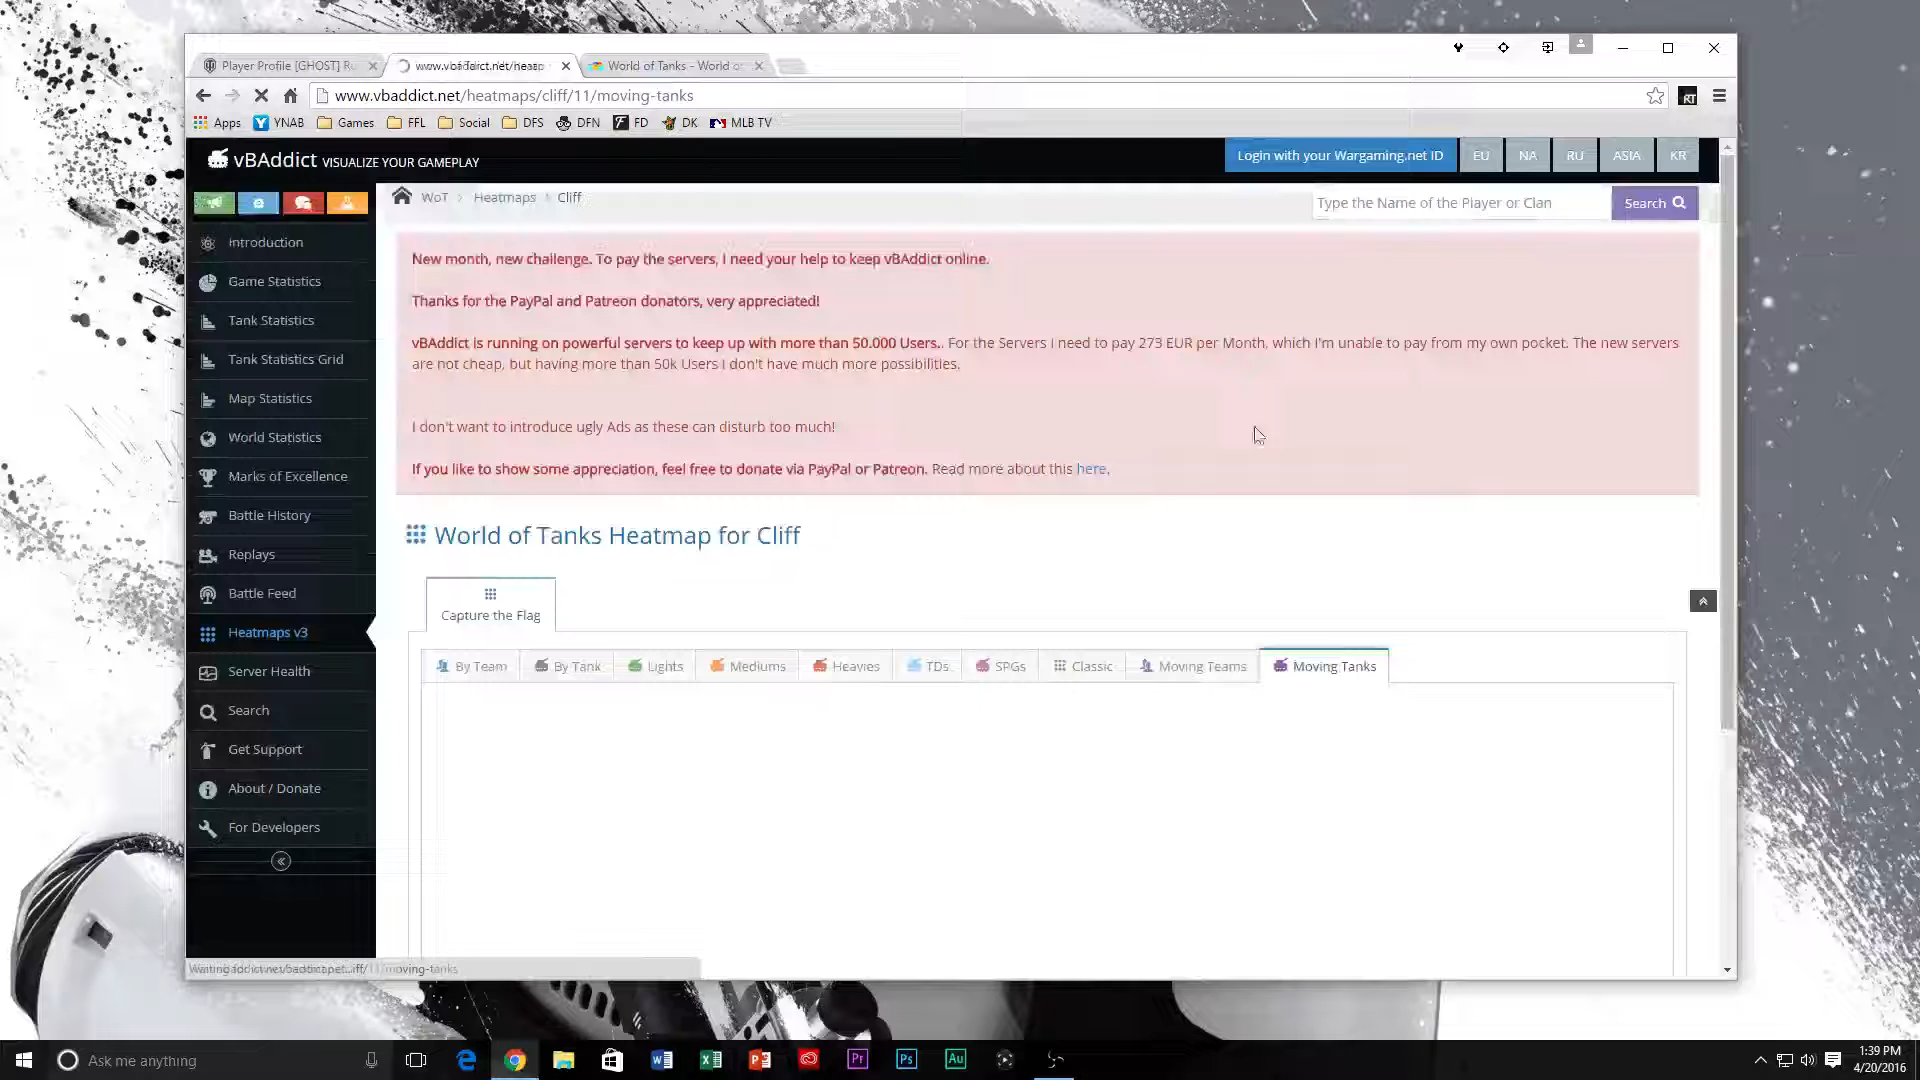 Player Profile [GHOST] R
World of Tanks - World o
www.vbaddict.net/heatmaps/cliff/11/moving-tanks
Apps YNAB Games FFL Social DFS DFN FD DK MLB TV
vBAddict VISUALIZE YOUR GAMEPLAY
Login with your Wargaming.net ID EU NA RU ASIA KR
WoT Heatmaps Cliff
Type the Name of the Player or Clan
Search
Introduction
Game Statistics
Tank Statistics
Tank Statistics Grid
Map Statistics
World Statistics
Marks of Excellence
Battle History
Replays
Battle Feed
Heatmaps v3
Server Health
Search
Get Support
About / Donate
For Developers
New month, new challenge. To pay the servers, I need your help to keep vBAddict online.
Thanks for the PayPal and Patreon donators, very appreciated!
vBAddict is running on powerful servers to keep up with more than 50.000 Users.. For the Servers I need to pay 273 EUR per Month, which I'm unable to pay from my own pocket. The new servers
are not cheap, but having more than 50k Users I don't have much more possibilities.
I don't want to introduce ugly Ads as these can disturb too much!
If you like to show some appreciation, feel free to donate via PayPal or Patreon. Read more about this here.
World of Tanks Heatmap for Cliff
Capture the Flag
By Team By Tank Lights Mediums Heavies TDs SPGs Classic Moving Teams Moving Tanks
Ask me anything
1:39 PM
4/20/2016